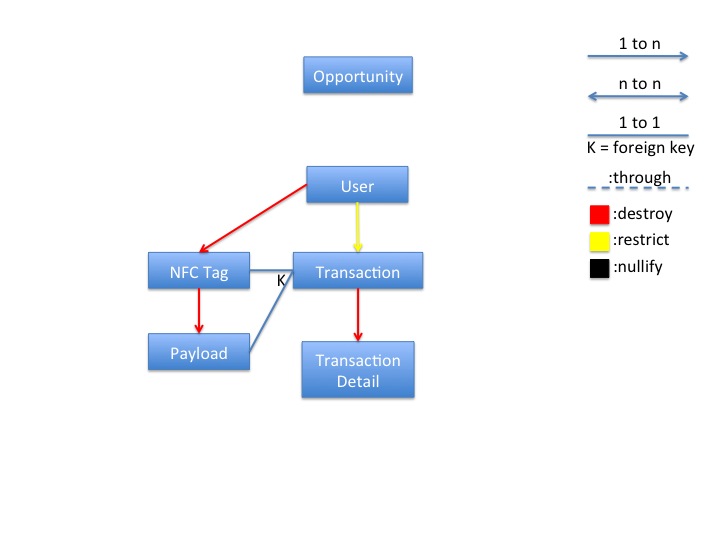 1 to n
Opportunity
n to n
1 to 1
K = foreign key
:through
User
:destroy
:restrict
NFC Tag
K
Transaction
:nullify
Payload
Transaction
Detail